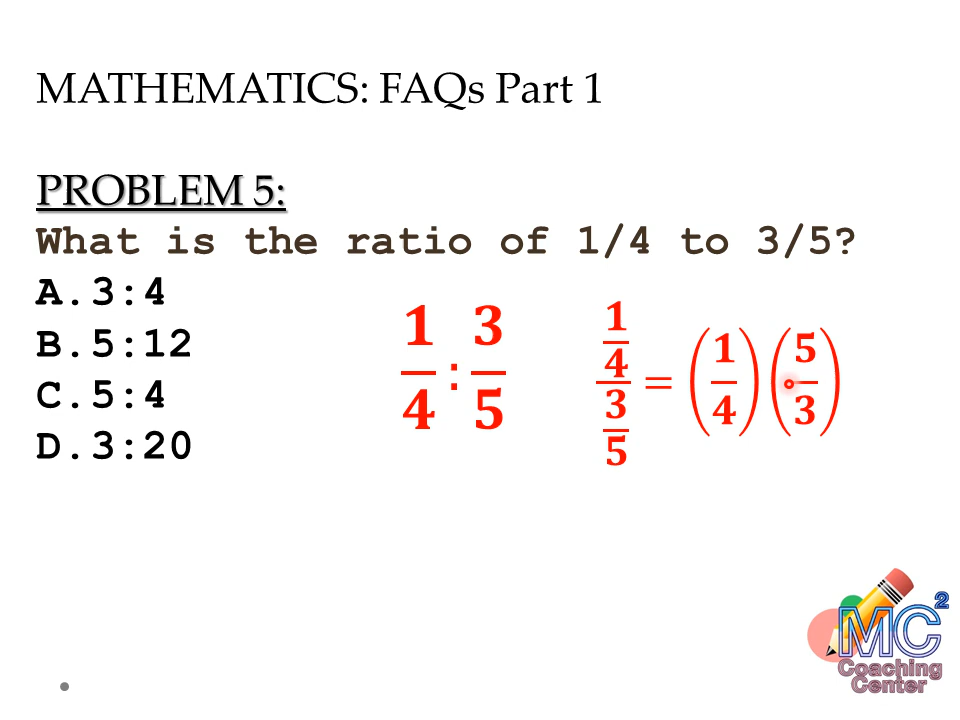 MATHEMATICS: FAQs Part 1
PROBLEM 5:
What is the ratio of 1/4 to 3/5?
A.3:4
B.5:12
C.5:4
D.3:20
1/4 : 3/5
(1/4)/(3/5) = (1/4)(5/3)
MC²
Coaching
Center